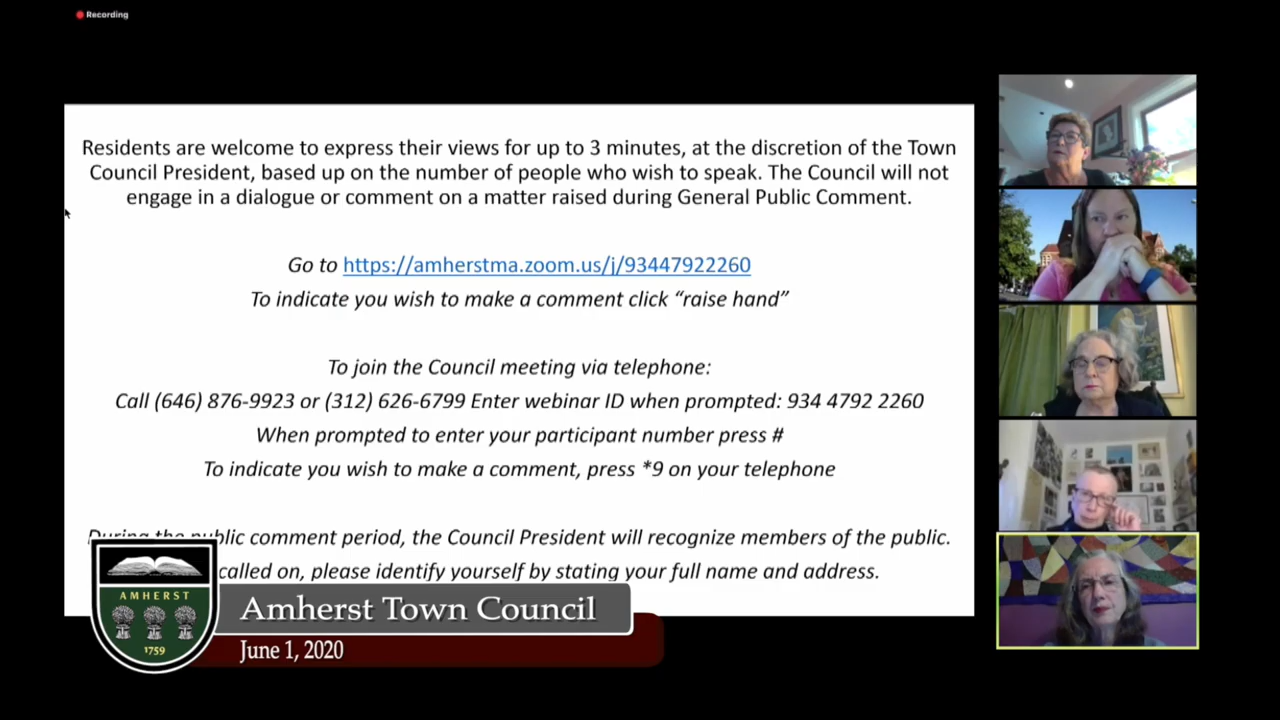 Recording
Residents are welcome to express their views for up to 3 minutes, at the discretion of the Town
Council President, based up on the number of people who wish to speak. The Council will not
engage in a dialogue or comment on a matter raised during General Public Comment.
Go to https://amherstma.zoom.us/j/93447922260
To indicate you wish to make a comment click “raise hand”
To join the Council meeting via telephone:
Call (646) 876-9923 or (312) 626-6799 Enter webinar ID when prompted: 934 4792 2260
When prompted to enter your participant number press #
To indicate you wish to make a comment, press *9 on your telephone
During the public comment period, the Council President will recognize members of the public.
called on, please identify yourself by stating your full name and address.
AMHERST
1759
Amherst Town Council
June 1, 2020